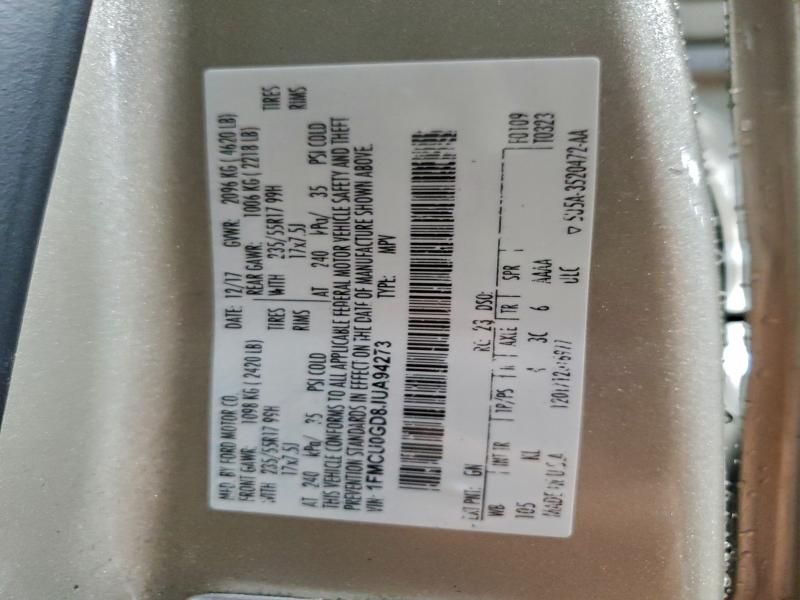 MFD. BY FORD MOTOR CO.
DATE: 12/17 GVWR: 2096 KG ( 4620 LB)
FRONT GAWR: 1098 KG ( 2420 LB) REAR GAWR: 1006 KG ( 2218 LB)
WITH 235/55R17 99H TIRES WITH 235/55R17 99H TIRES
17x7.5J RIMS 17x7.5J RIMS
AT 240 kPa/ 35 PSI COLD AT 240 kPa/ 35 PSI COLD
THIS VEHICLE CONFORMS TO ALL APPLICABLE FEDERAL MOTOR VEHICLE SAFETY AND THEFT
PREVENTION STANDARDS IN EFFECT ON THE DATE OF MANUFACTURE SHOWN ABOVE.
VIN: 1FMCU0GD8JUA94273 TYPE: MPV
EXT PNT: GN RC: 23 DSO: F0109
WB INT TR TP/PS AXLE TR SPR T0323
105 KL 3C 6 AAAA
MADE IN U.S.A. ULC
▽ SU5A-3520472-AA